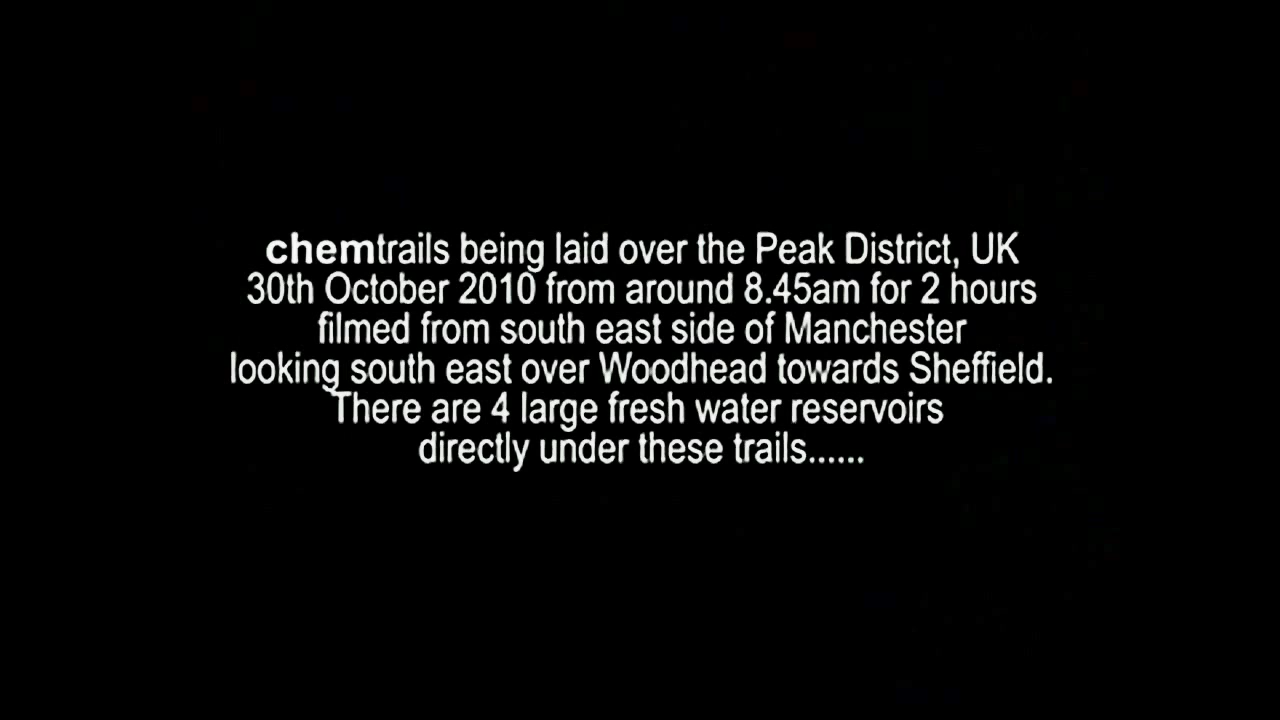 chemtrails being laid over the Peak District, UK
30th October 2010 from around 8.45am for 2 hours
filmed from south east side of Manchester
looking south east over Woodhead towards Sheffield.
There are 4 large fresh water reservoirs
directly under these trails......